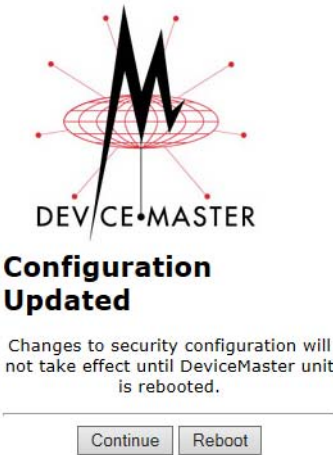 DEVICE•MASTER
Configuration
Updated
Changes to security configuration will
not take effect until DeviceMaster unit
is rebooted.
Continue Reboot